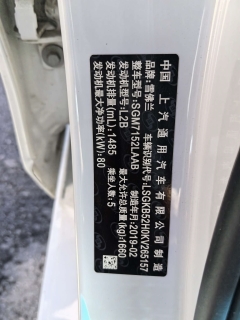 中国 上汽通用汽车有限公司制造
品牌:雪佛兰 车辆识别代号:LSGKB52H0KV265157
整车型号:SGM7152LAAB 制造年月:2019-02
发动机型号:L2B 最大允许总质量(kg):1660
发动机排量(mL):1485 乘坐人数:5
发动机最大净功率(kW):80